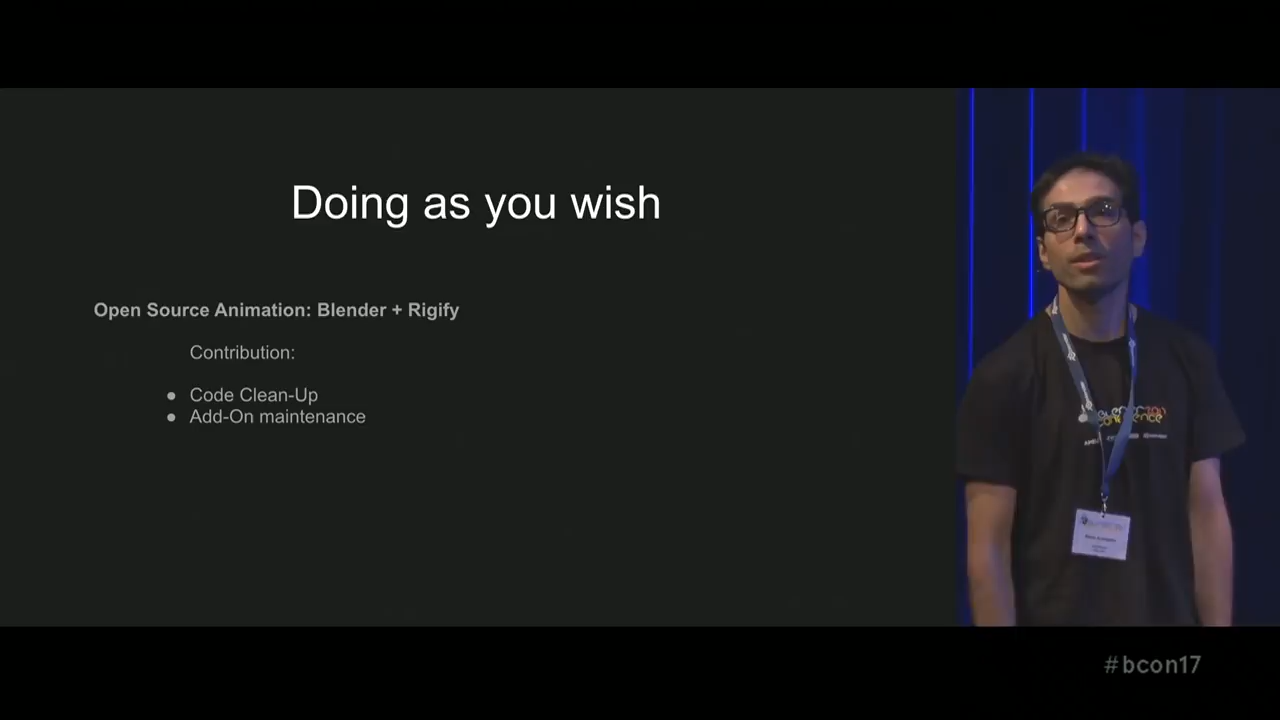 Doing as you wish
Open Source Animation: Blender + Rigify
Contribution:
● Code Clean-Up
● Add-On maintenance
#bcon17